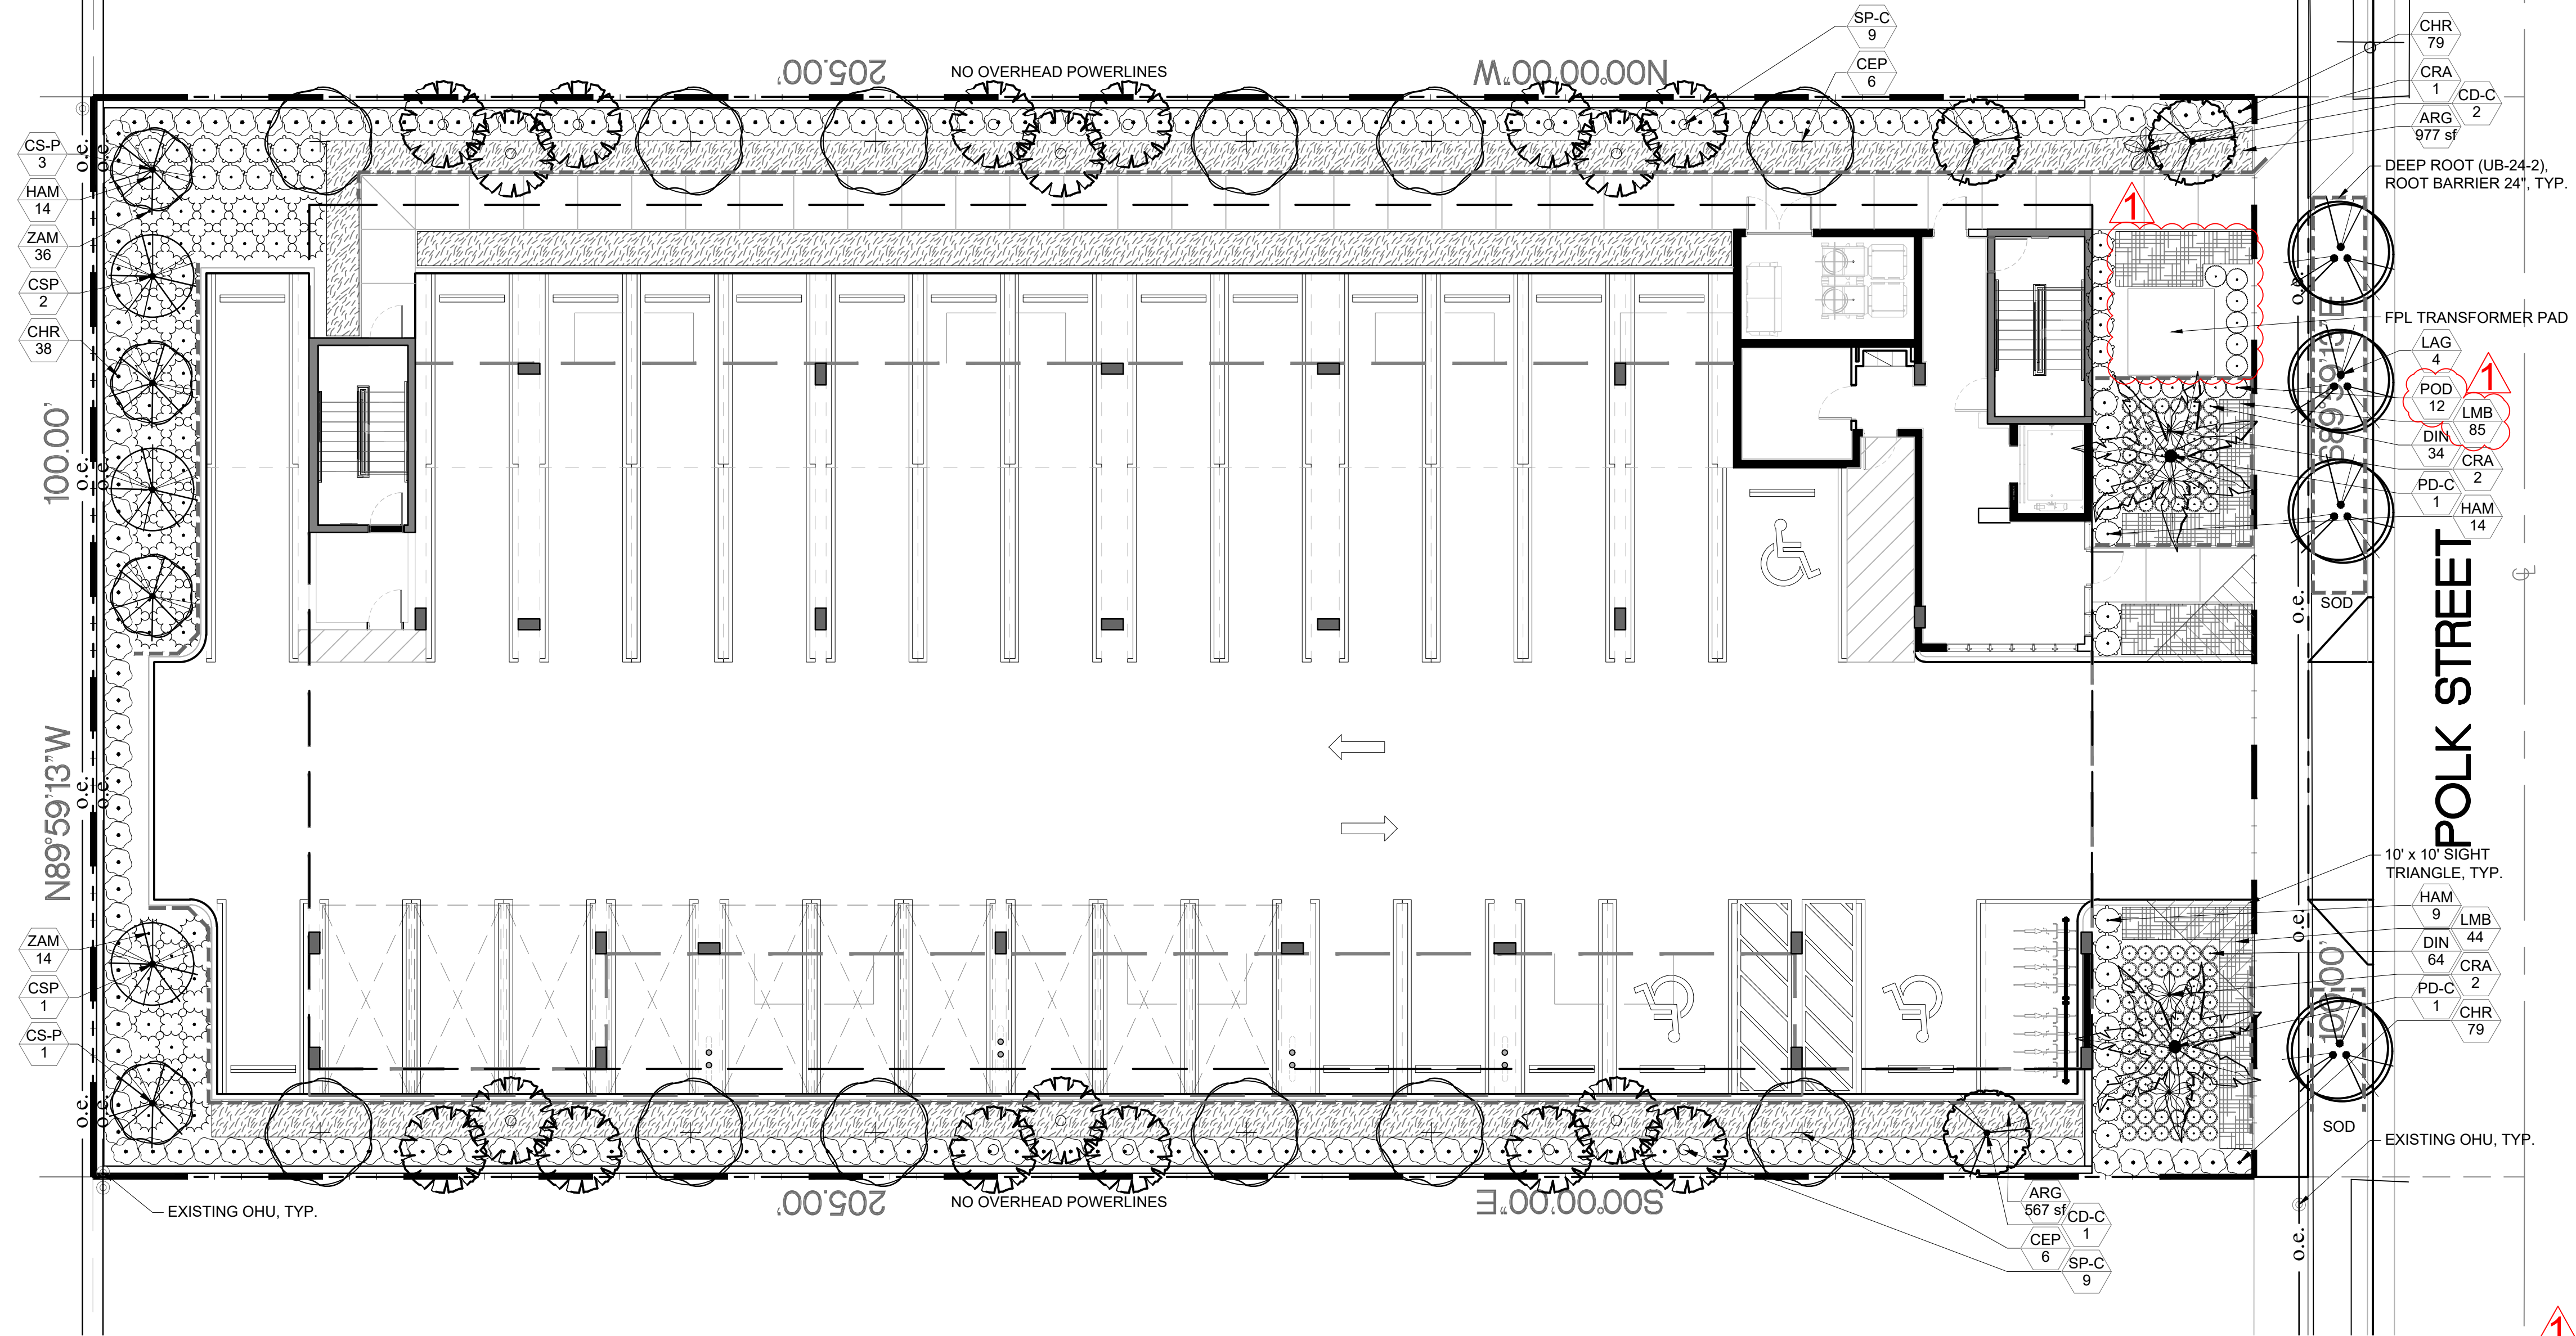 SP-C
9
CEP
6
205.00'
NO OVERHEAD POWERLINES
N00°00'00"W
CHR
79
CRA
1
CD-C
2
ARG
977 sf
DEEP ROOT (UB-24-2),
ROOT BARRIER 24", TYP.
1
CS-P
3
HAM
14
ZAM
36
CSP
2
CHR
38
o.e.
o.e.
o.e.
FPL TRANSFORMER PAD
LAG
4
1
POD
12
LMB
85
DIN
34
CRA
2
PD-C
1
HAM
14
S89°59'13"E
100.00'
o.e.
o.e.
SOD
o.e.
POLK STREET
N89°59'13"W
o.e.
o.e.
10' x 10' SIGHT
TRIANGLE, TYP.
HAM
9
LMB
44
DIN
64
CRA
2
PD-C
1
CHR
79
o.e.
100.00'
ZAM
14
CSP
1
CS-P
1
o.e.
o.e.
SOD
EXISTING OHU, TYP.
EXISTING OHU, TYP.
205.00'
NO OVERHEAD POWERLINES
S00°00'00"E
ARG
567 sf
CD-C
1
CEP
6
SP-C
9
o.e.
1